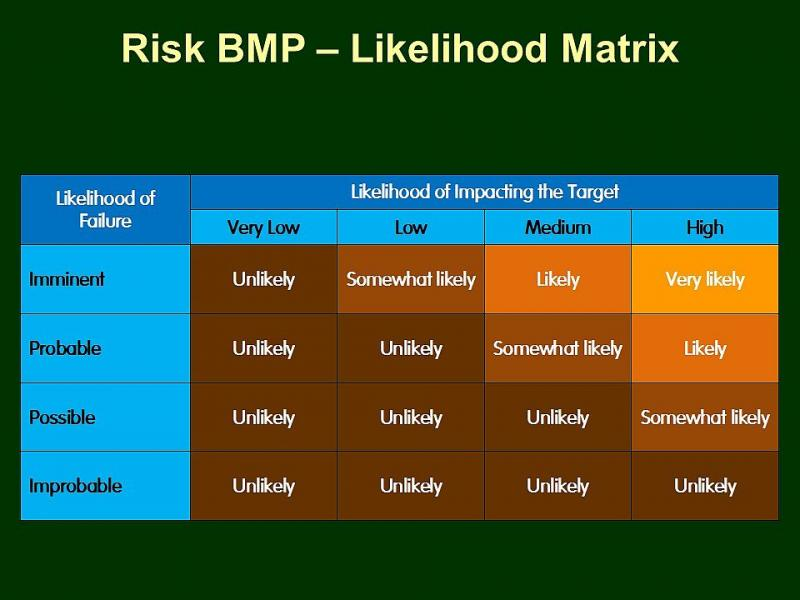 Risk BMP – Likelihood Matrix
Likelihood of Failure
Likelihood of Impacting the Target
Very Low Low Medium High
Imminent Unlikely Somewhat likely Likely Very likely
Probable Unlikely Unlikely Somewhat likely Likely
Possible Unlikely Unlikely Unlikely Somewhat likely
Improbable Unlikely Unlikely Unlikely Unlikely